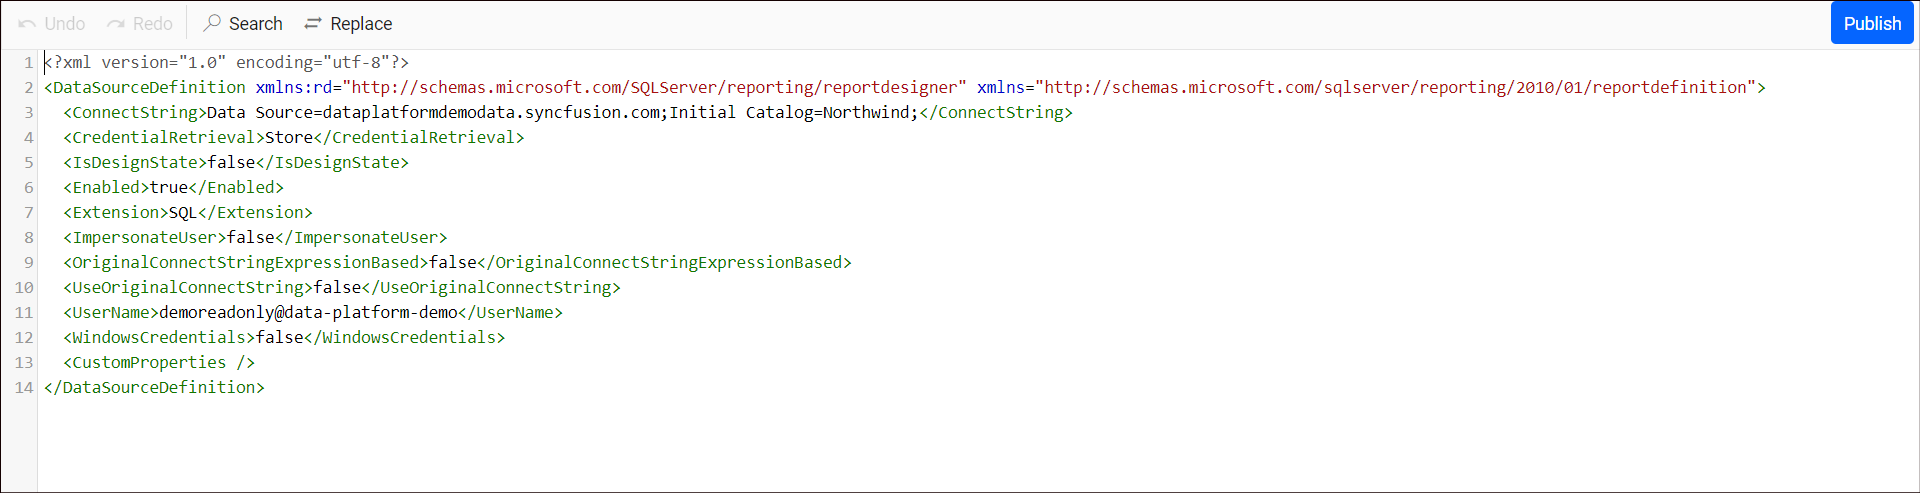 Undo Redo Search Replace Publish
1 <?xml version="1.0" encoding="utf-8"?>
2 <DataSourceDefinition xmlns:rd="http://schemas.microsoft.com/SQLServer/reporting/reportdesigner" xmlns="http://schemas.microsoft.com/sqlserver/reporting/2010/01/reportdefinition">
3 <ConnectString>Data Source=dataplatformdemodata.syncfusion.com;Initial Catalog=Northwind;</ConnectString>
4 <CredentialRetrieval>Store</CredentialRetrieval>
5 <IsDesignState>false</IsDesignState>
6 <Enabled>true</Enabled>
7 <Extension>SQL</Extension>
8 <ImpersonateUser>false</ImpersonateUser>
9 <OriginalConnectStringExpressionBased>false</OriginalConnectStringExpressionBased>
10 <UseOriginalConnectString>false</UseOriginalConnectString>
11 <UserName>demoreadonly@data-platform-demo</UserName>
12 <WindowsCredentials>false</WindowsCredentials>
13 <CustomProperties />
14 </DataSourceDefinition>